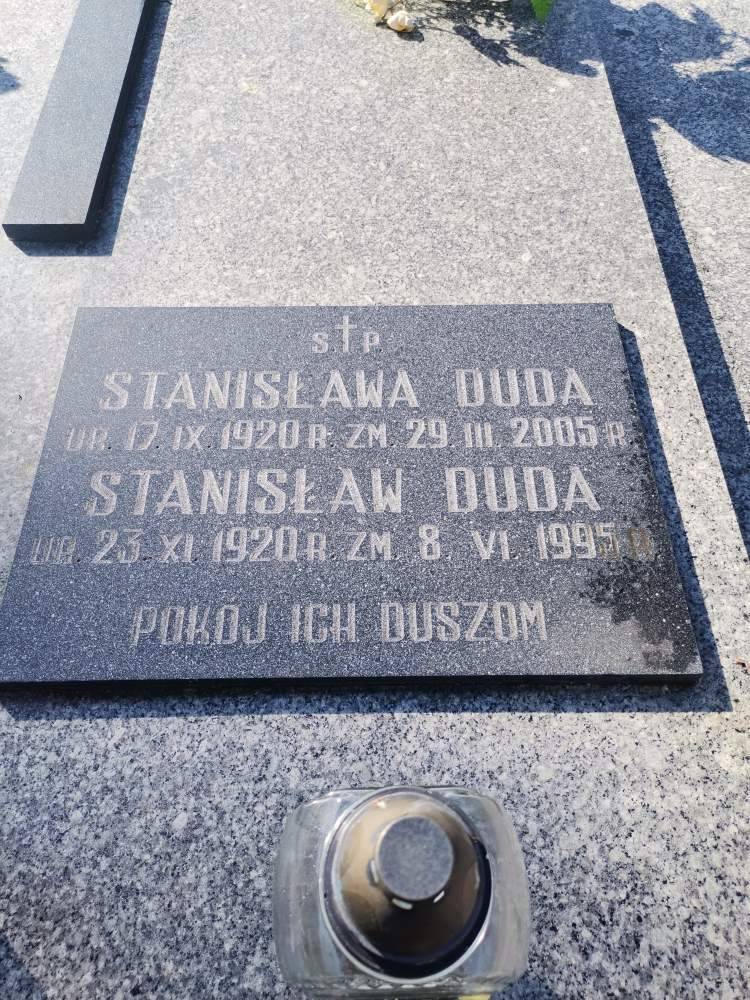 Ś.†P.
STANISŁAWA DUDA
UR. 17. IX. 1920 R. ZM. 29. III. 2005 R.
STANISŁAW DUDA
UR. 23. XI. 1920 R. ZM. 8. VI. 1995 R.
POKÓJ ICH DUSZOM